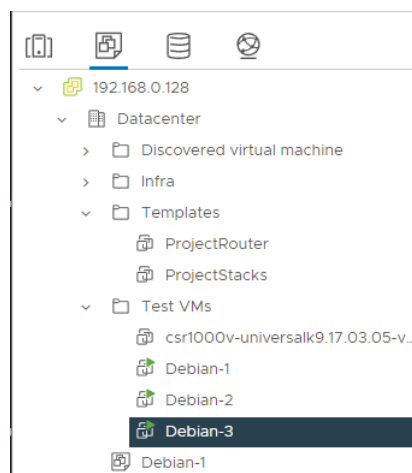 192.168.0.128
Datacenter
Discovered virtual machine
Infra
Templates
ProjectRouter
ProjectStacks
Test VMs
csr1000v-universalk9.17.03.05-v...
Debian-1
Debian-2
Debian-3
Debian-1